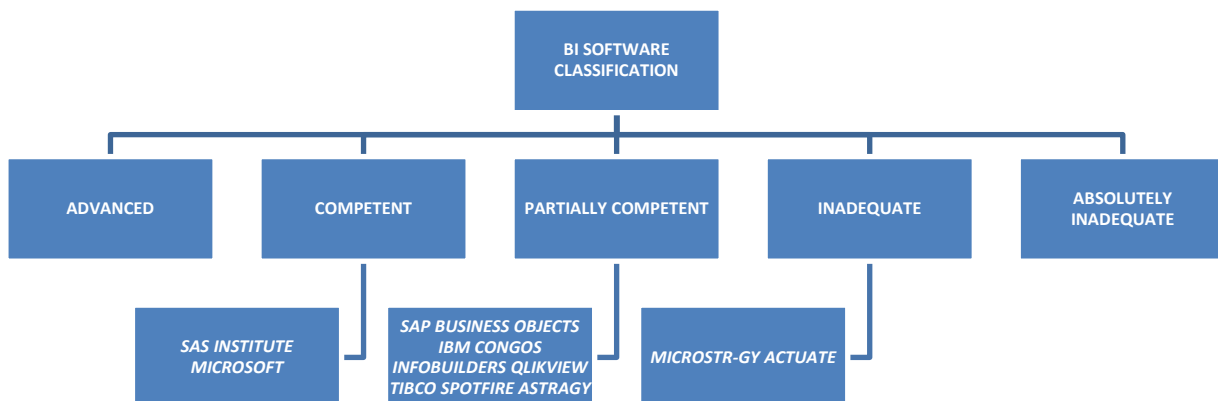 BI SOFTWARE
CLASSIFICATION
ADVANCED
COMPETENT
PARTIALLY COMPETENT
INADEQUATE
ABSOLUTELY
INADEQUATE
SAS INSTITUTE
MICROSOFT
SAP BUSINESS OBJECTS
IBM CONGOS
INFOBUILDERS QLIKVIEW
TIBCO SPOTFIRE ASTRAGY
MICROSTR-GY ACTUATE